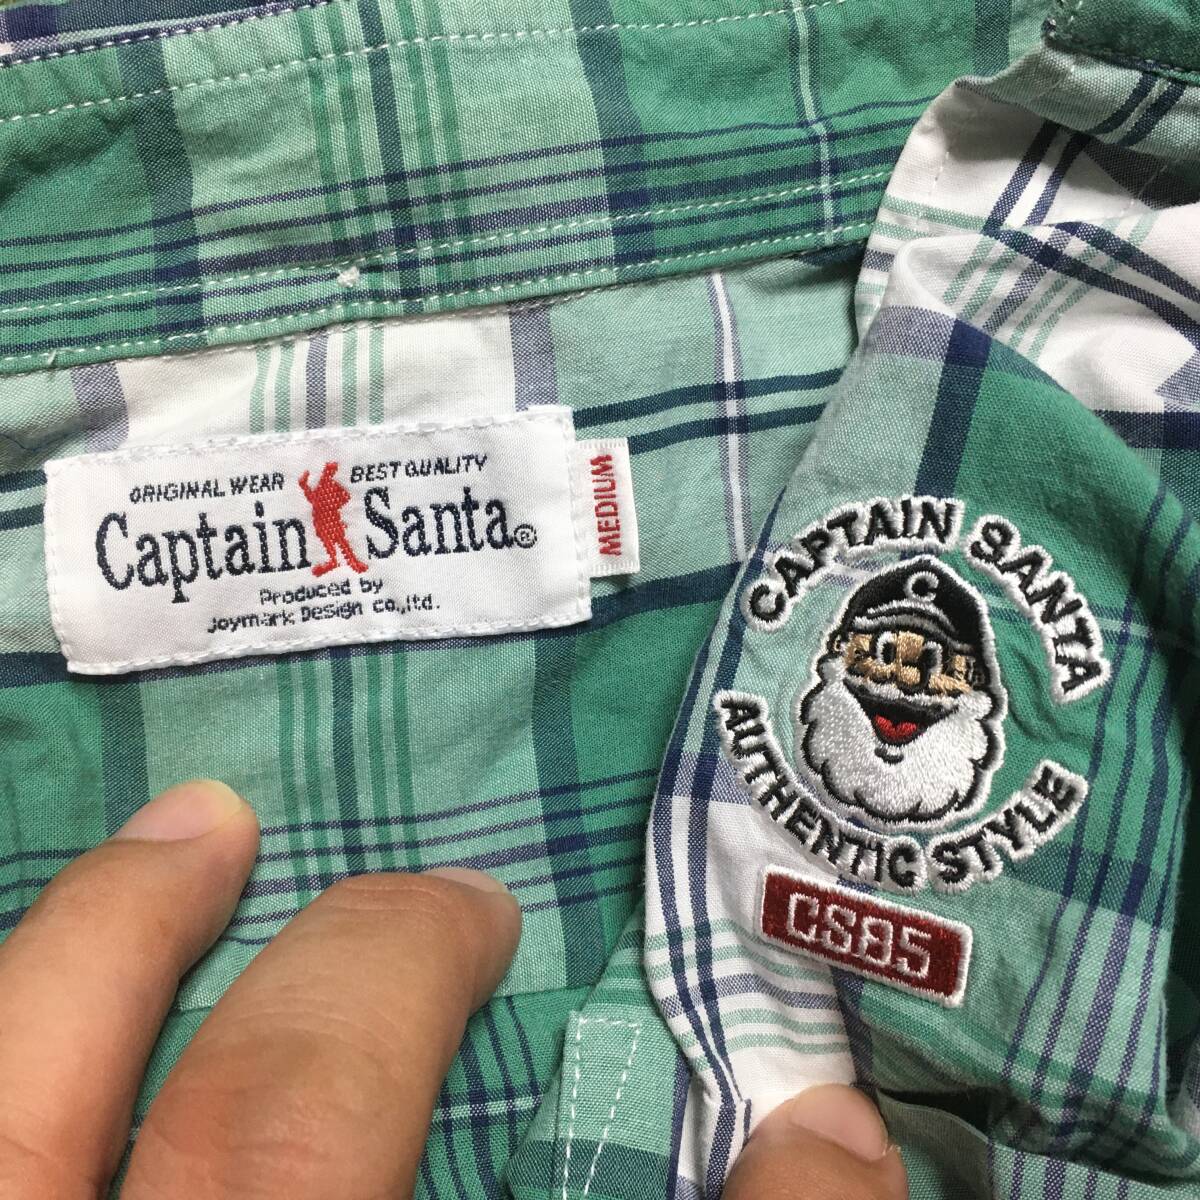 ORIGINAL WEAR BEST QUALITY
Captain Santa®
Produced by
Joymark Design co.,ltd.
MEDIUM
CAPTAIN SANTA
C
AUTHENTIC STYLE
CS85